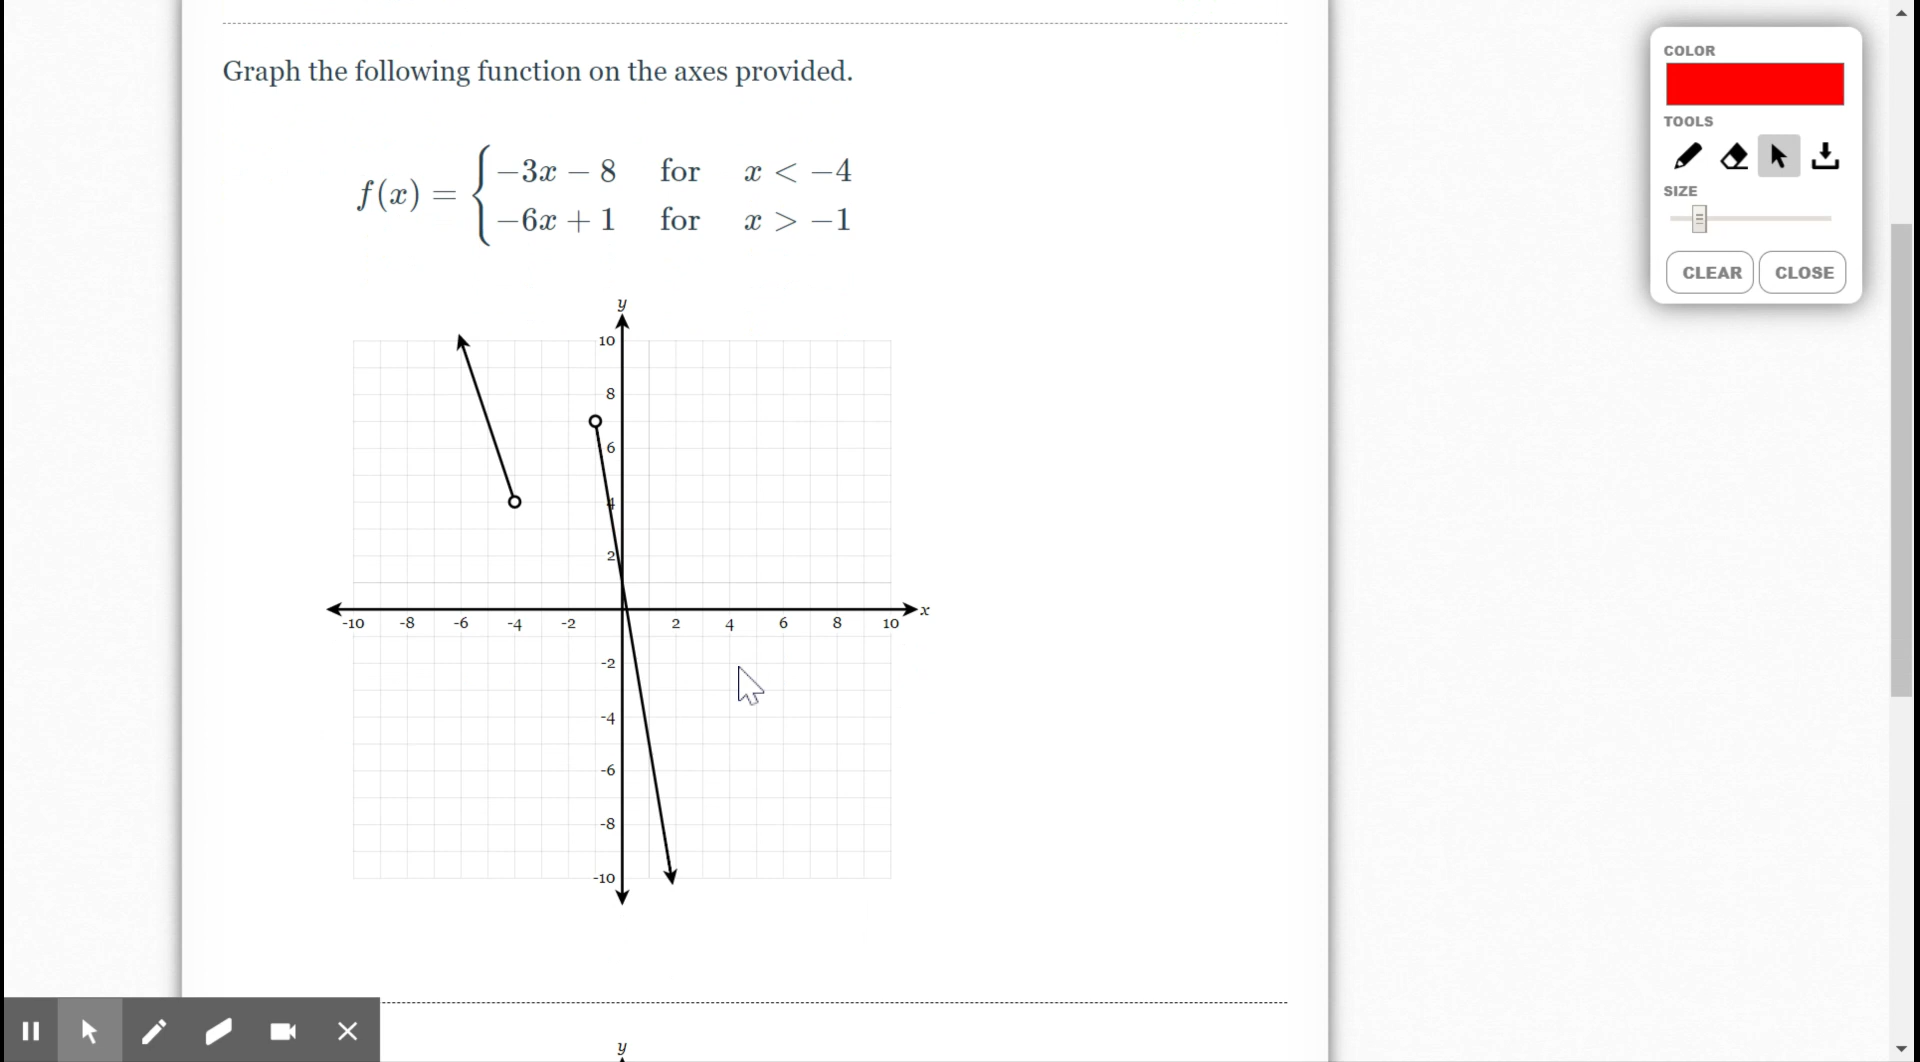 Graph the following function on the axes provided.
f(x) = { −3x − 8 for x < −4
−6x + 1 for x > −1
y
10
8
6
4
2
x
-10 -8 -6 -4 -2 2 4 6 8 10
-2
-4
-6
-8
-10
y
COLOR
TOOLS
SIZE
CLEAR CLOSE